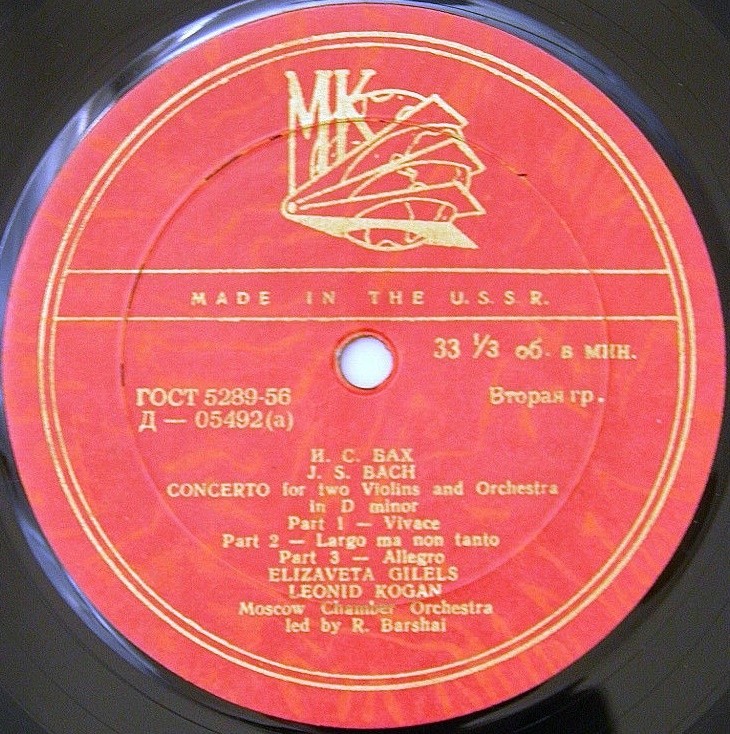 MK
MADE IN THE U.S.S.R.
33 ⅓ об. в мин.
ГОСТ 5289-56
Вторая гр.
Д — 05492(а)
И. С. БАХ
J. S. BACH
CONCERTO for two Violins and Orchestra
in D minor
Part 1 — Vivace
Part 2 — Largo ma non tanto
Part 3 — Allegro
ELIZAVETA GILELS
LEONID KOGAN
Moscow Chamber Orchestra
led by R. Barshai